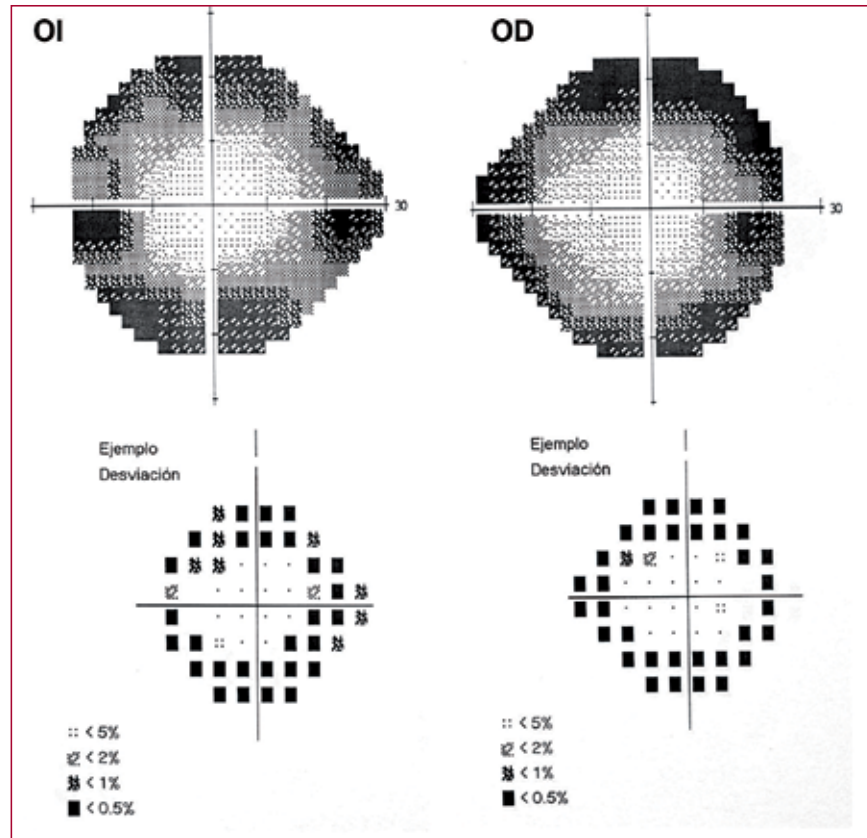 OI
OD
30
30
Ejemplo
Desviación
Ejemplo
Desviación
< 5%
< 2%
< 1%
< 0.5%
< 5%
< 2%
< 1%
< 0.5%